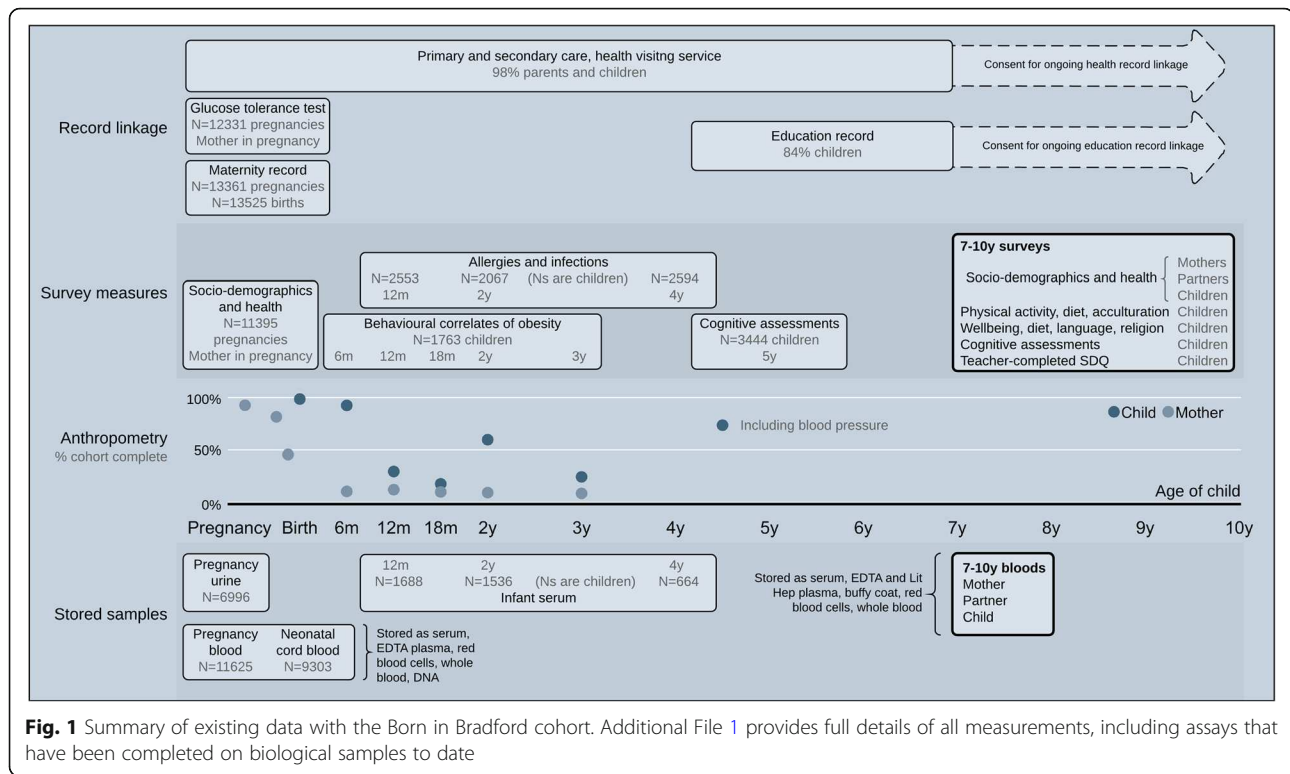 Primary and secondary care, health visitng service
98% parents and children
Consent for ongoing health record linkage
Record linkage
Glucose tolerance test
N=12331 pregnancies
Mother in pregnancy
Education record
84% children
Consent for ongoing education record linkage
Maternity record
N=13361 pregnancies
N=13525 births
Survey measures
Socio-demographics
and health
N=11395
pregnancies
Mother in pregnancy
Allergies and infections
N=2553 N=2067 (Ns are children) N=2594
12m 2y 4y
Behavioural correlates of obesity
N=1763 children
6m 12m 18m 2y 3y
Cognitive assessments
N=3444 children
5y
7-10y surveys
Socio-demographics and health
Mothers
Partners
Children
Physical activity, diet, acculturation Children
Wellbeing, diet, language, religion Children
Cognitive assessments Children
Teacher-completed SDQ Children
Anthropometry
% cohort complete
100%
50%
0%
Including blood pressure
Child Mother
Age of child
Pregnancy Birth 6m 12m 18m 2y 3y 4y 5y 6y 7y 8y 9y 10y
Stored samples
Pregnancy
urine
N=6996
12m 2y 4y
N=1688 N=1536 (Ns are children) N=664
Infant serum
Stored as serum, EDTA and Lit
Hep plasma, buffy coat, red
blood cells, whole blood
7-10y bloods
Mother
Partner
Child
Pregnancy Neonatal
blood cord blood
N=11625 N=9303
Stored as serum,
EDTA plasma, red
blood cells, whole
blood, DNA
Fig. 1 Summary of existing data with the Born in Bradford cohort. Additional File 1 provides full details of all measurements, including assays that
have been completed on biological samples to date